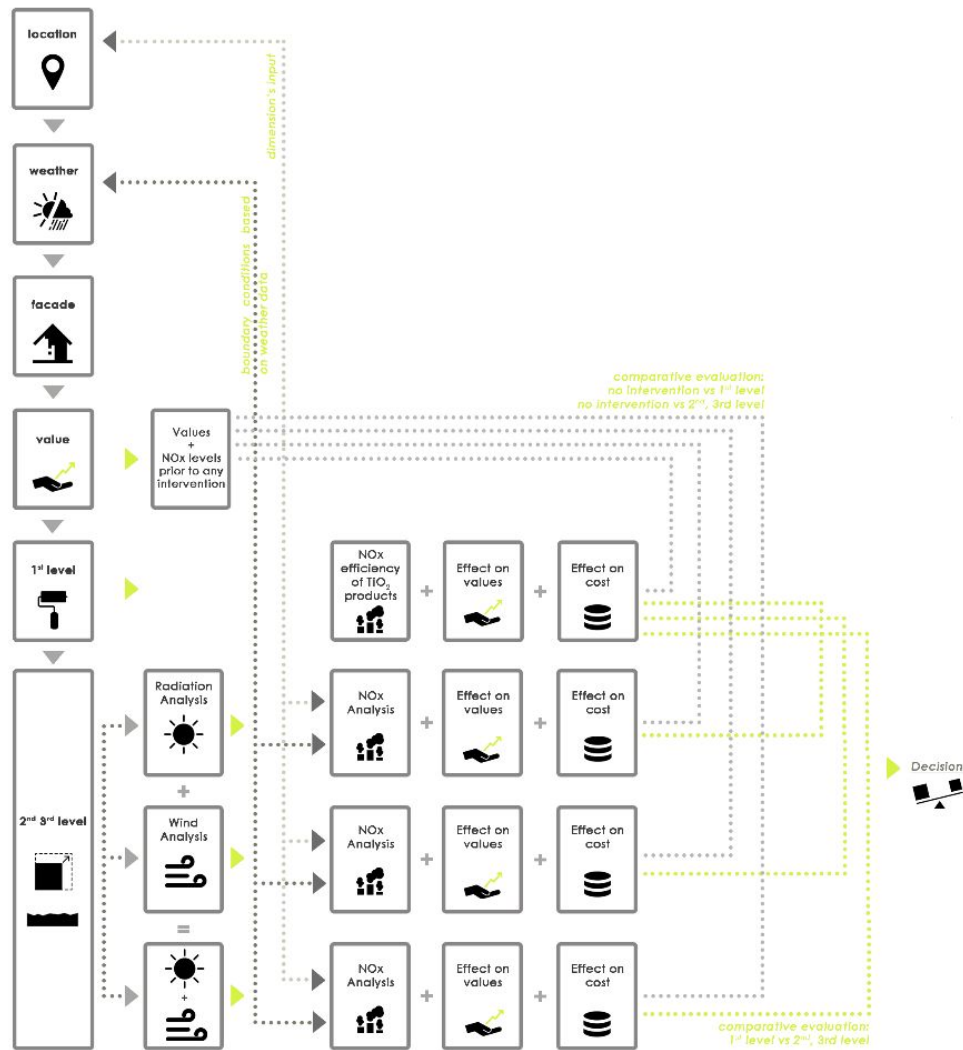 location
dimension's input
weather
boundary conditions based
on weather data
facade
comparative evaluation:
no intervention vs 1st level
no intervention vs 2nd, 3rd level
value
Values
+
NOx levels
prior to any
intervention
1st level
NOx
efficiency
of TiO2
products
+
Effect on
values
+
Effect on
cost
2nd 3rd level
Radiation
Analysis
NOx
Analysis
+
Effect on
values
+
Effect on
cost
Decision
+
Wind
Analysis
NOx
Analysis
+
Effect on
values
+
Effect on
cost
=
+
NOx
Analysis
+
Effect on
values
+
Effect on
cost
comparative evaluation:
1st level vs 2nd, 3rd level